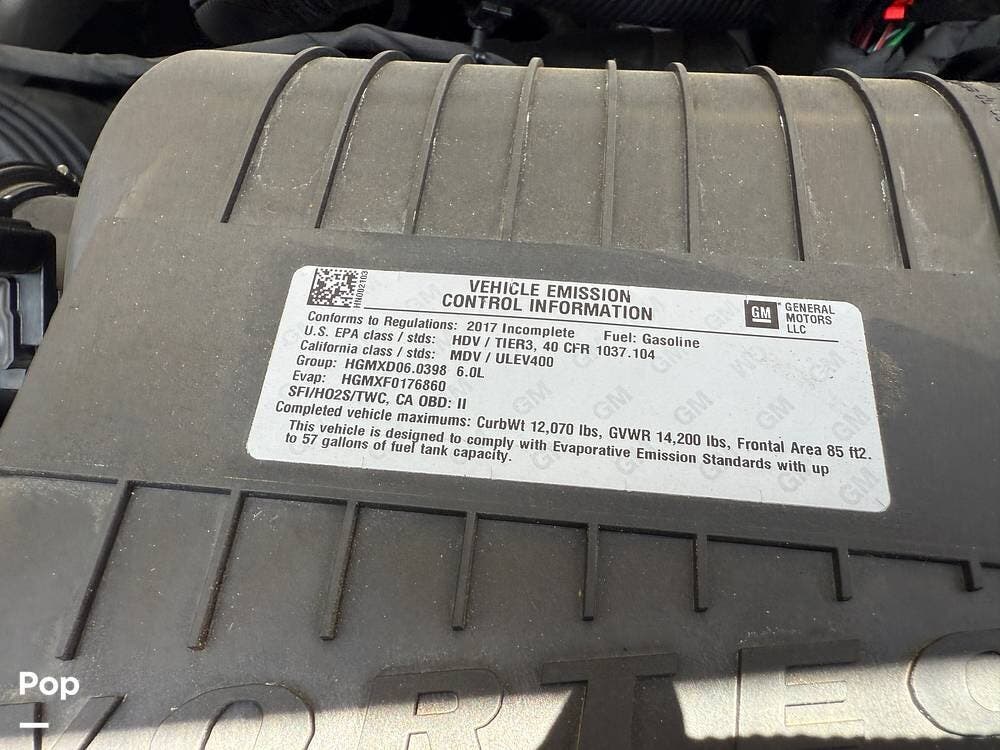 HN002103
VEHICLE EMISSION
CONTROL INFORMATION
GM
GENERAL
MOTORS
LLC
Conforms to Regulations: 2017 Incomplete Fuel: Gasoline
U.S. EPA class / stds: HDV / TIER3, 40 CFR 1037.104
California class / stds: MDV / ULEV400
Group: HGMXD06.0398 6.0L
Evap: HGMXF0176860
SFI/HO2S/TWC, CA OBD: II
Completed vehicle maximums: CurbWt 12,070 lbs, GVWR 14,200 lbs, Frontal Area 85 ft2.
This vehicle is designed to comply with Evaporative Emission Standards with up
to 57 gallons of fuel tank capacity.
VORTEC
Pop